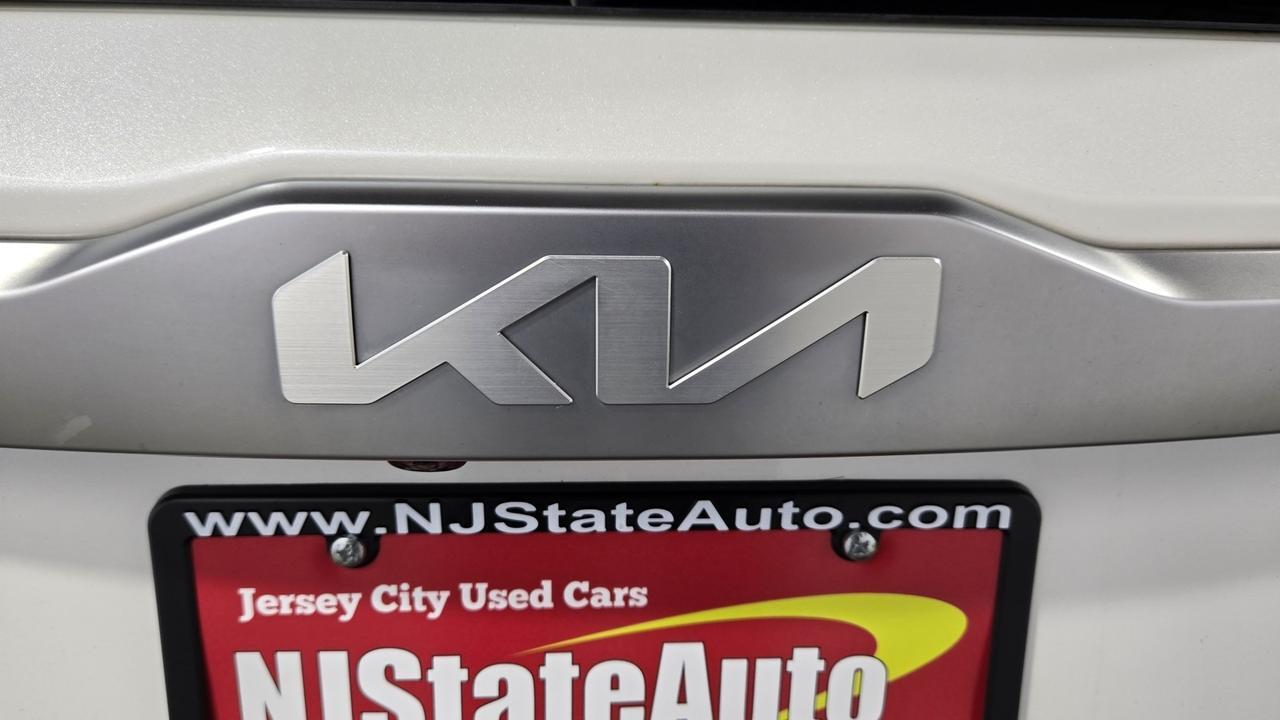 KIA
www.NJStateAuto.com
Jersey City Used Cars
NJStateAuto